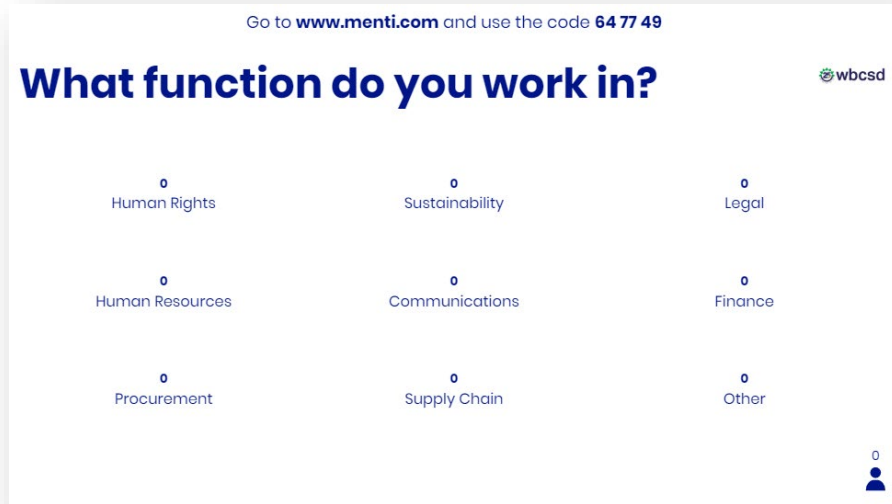 Go to www.menti.com and use the code 64 77 49
What function do you work in?
wbcsd
0 0 0
Human Rights Sustainability Legal
0 0 0
Human Resources Communications Finance
0 0 0
Procurement Supply Chain Other
0